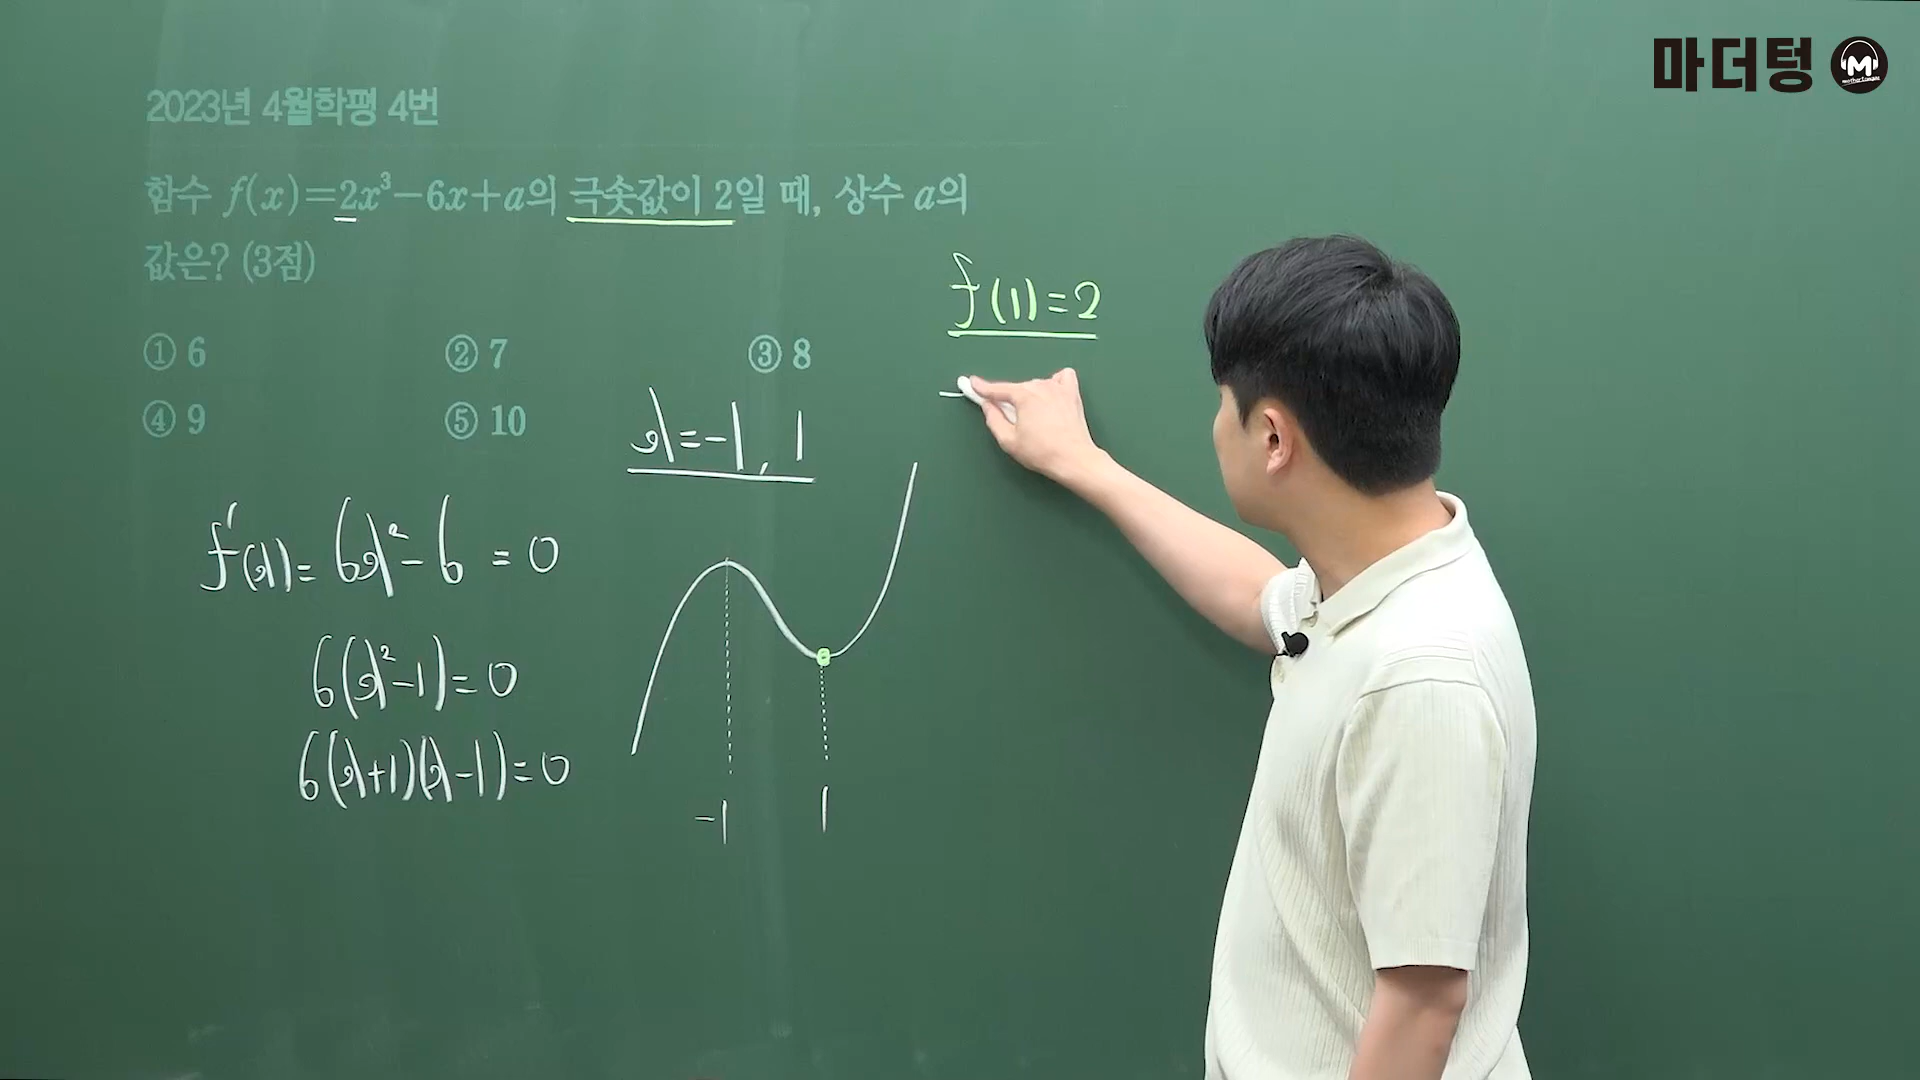 마더텅
M
2023년 4월학평 4번
함수 f(x)=2x³-6x+a의 극솟값이 2일 때, 상수 a의
값은? (3점)
① 6 ② 7 ③ 8
④ 9 ⑤ 10
f(1)=2
x=-1, 1
f'(x)=6x²-6=0
6(x²-1)=0
6(x+1)(x-1)=0
-1 1